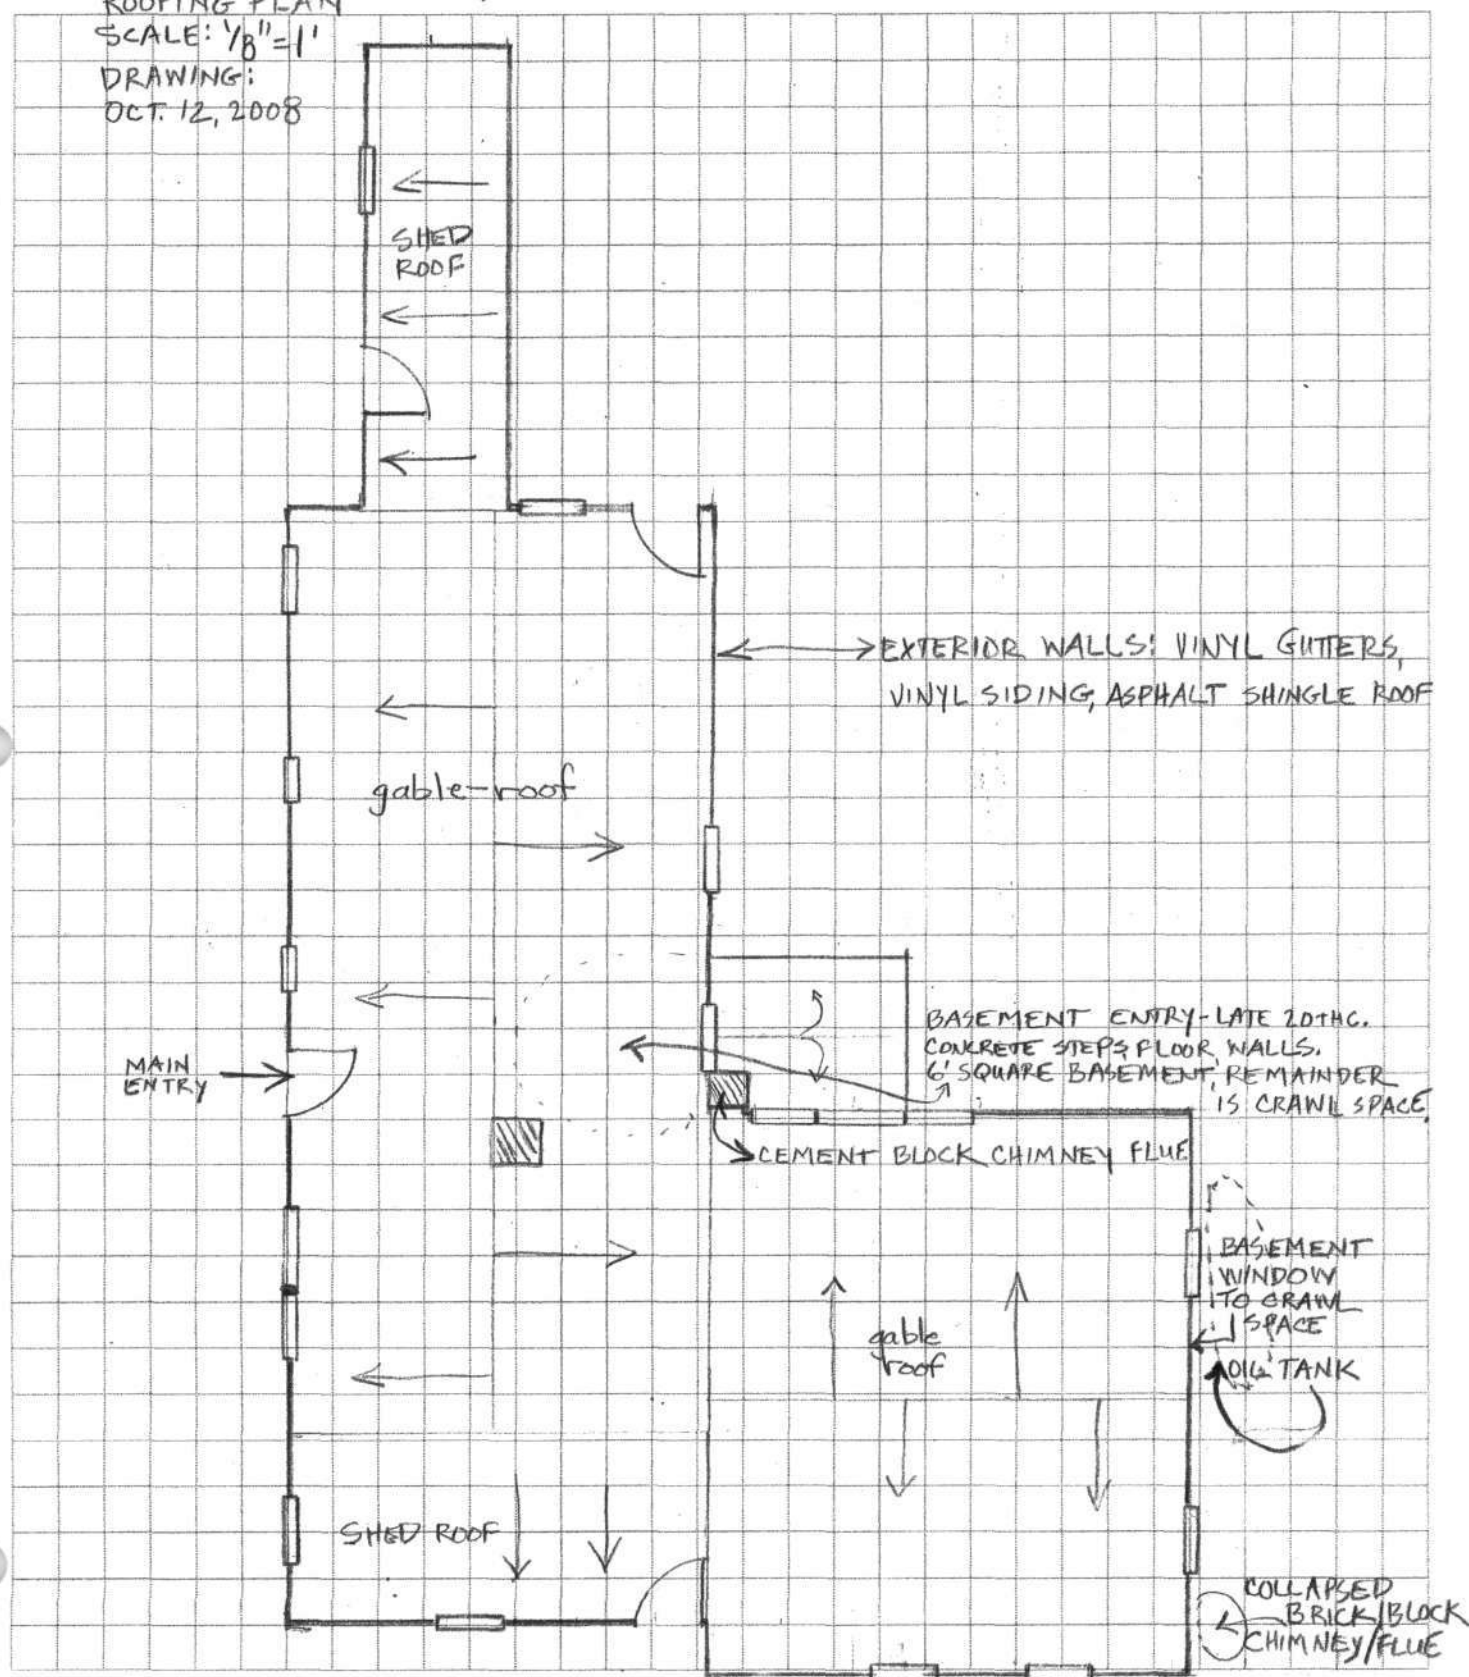 ROOFING PLAN
SCALE: 1/8"=1'
DRAWING:
OCT. 12, 2008
SHED
ROOF
EXTERIOR WALLS: VINYL GUTTERS,
VINYL SIDING, ASPHALT SHINGLE ROOF
gable-roof
BASEMENT ENTRY-LATE 20THC.
CONCRETE STEPS, FLOOR, WALLS.
6' SQUARE BASEMENT, REMAINDER
IS CRAWL SPACE
MAIN
ENTRY
CEMENT BLOCK CHIMNEY FLUE
BASEMENT
WINDOW
TO CRAWL
SPACE
OIL TANK
gable
roof
SHED ROOF
COLLAPSED
BRICK/BLOCK
CHIMNEY/FLUE